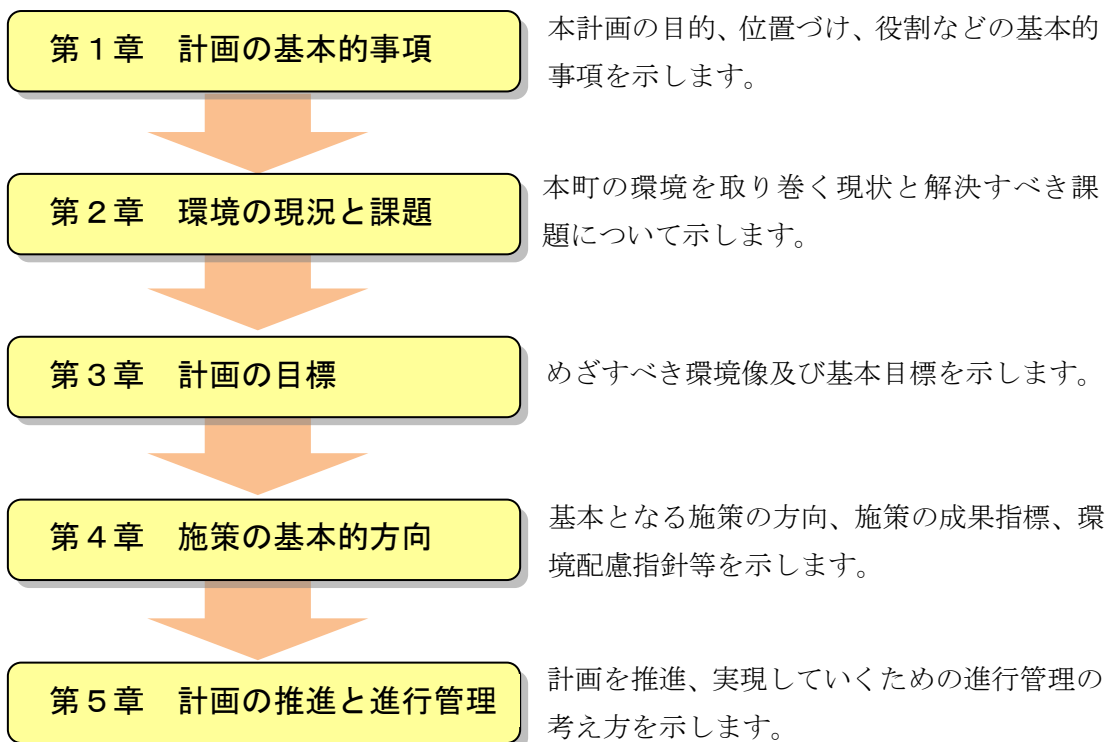 第１章　計画の基本的事項
本計画の目的、位置づけ、役割などの基本的
事項を示します。
第２章　環境の現況と課題
本町の環境を取り巻く現状と解決すべき課
題について示します。
第３章　計画の目標
めざすべき環境像及び基本目標を示します。
第４章　施策の基本的方向
基本となる施策の方向、施策の成果指標、環
境配慮指針等を示します。
第５章　計画の推進と進行管理
計画を推進、実現していくための進行管理の
考え方を示します。